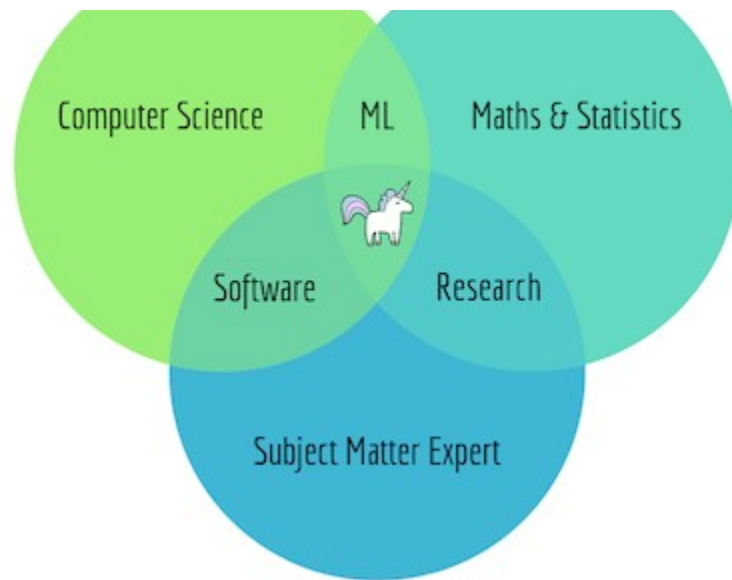 Computer Science
ML
Maths & Statistics
Software
Research
Subject Matter Expert